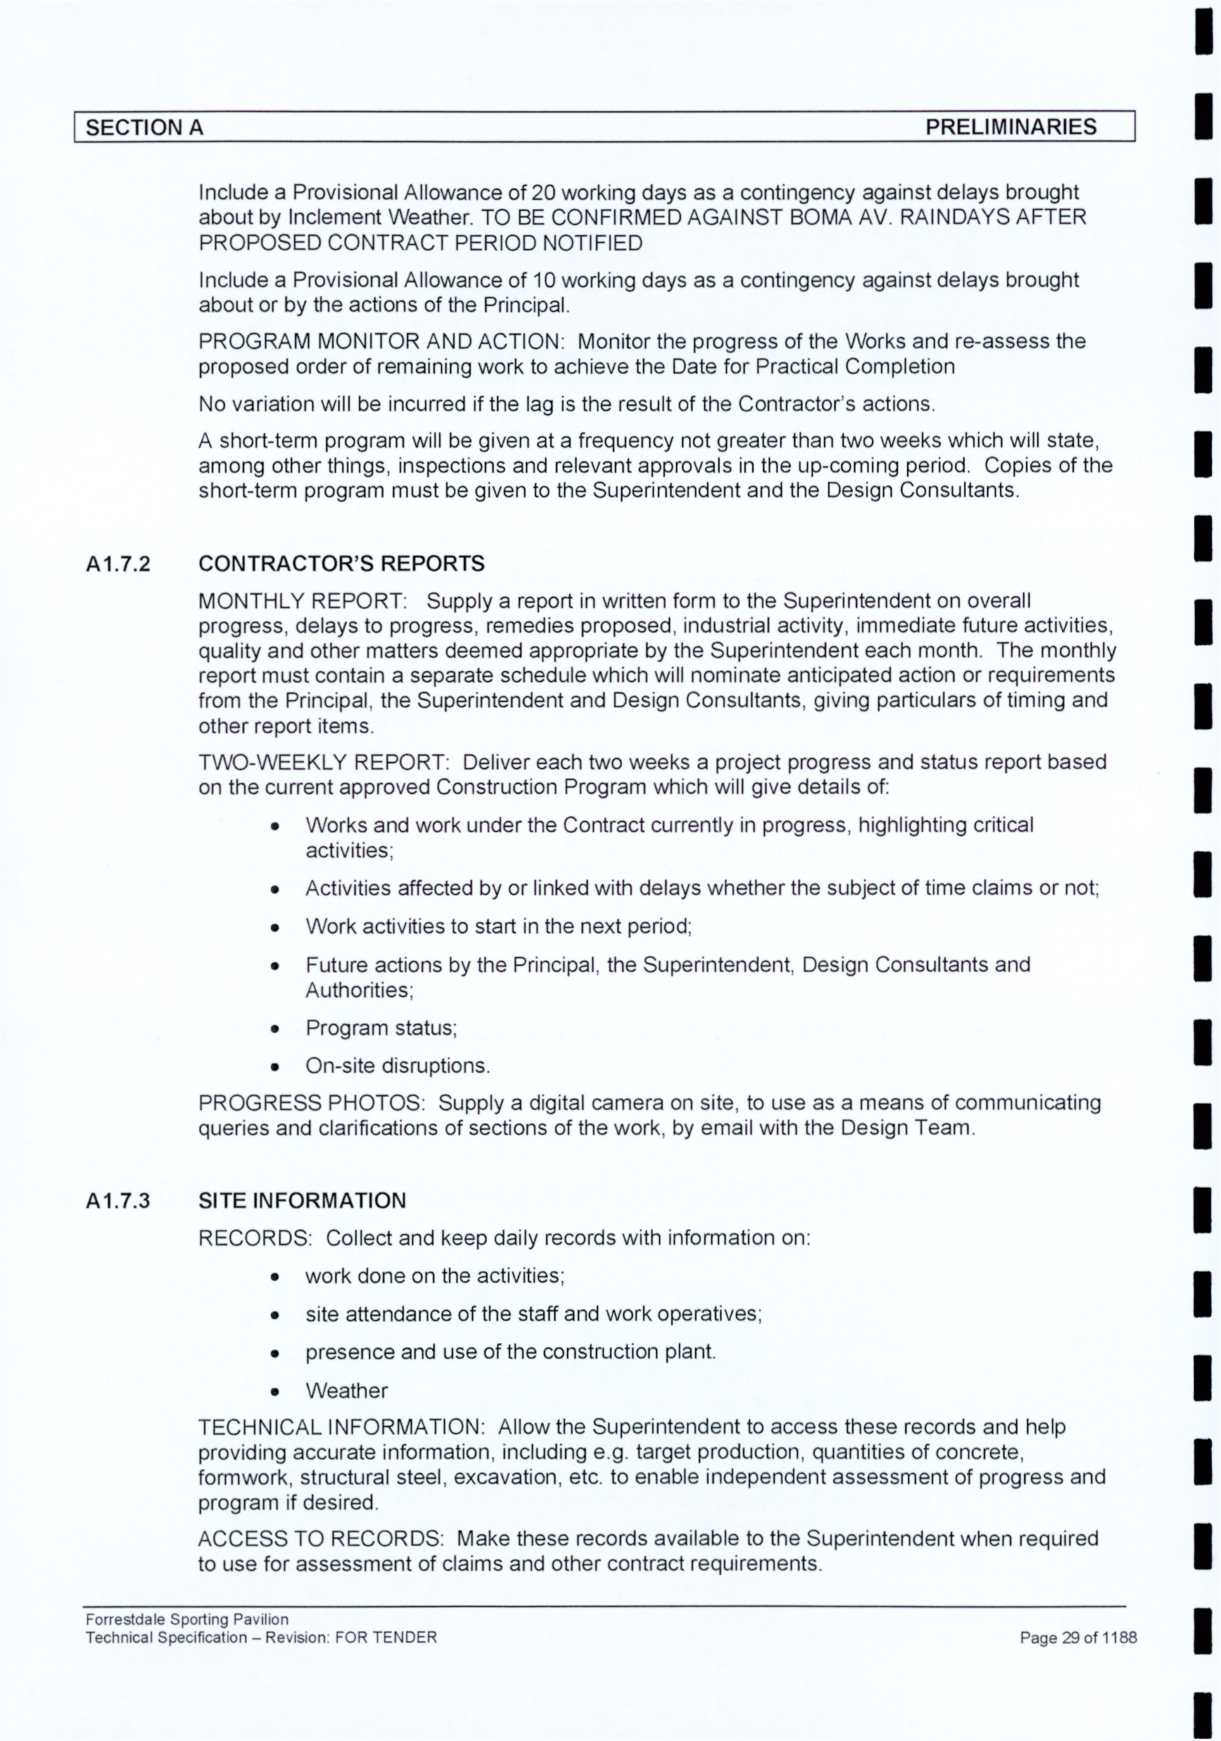 SECTION A PRELIMINARIES
Include a Provisional Allowance of 20 working days as a contingency against delays brought
about by Inclement Weather. TO BE CONFIRMED AGAINST BOMA AV. RAINDAYS AFTER
PROPOSED CONTRACT PERIOD NOTIFIED
Include a Provisional Allowance of 10 working days as a contingency against delays brought
about or by the actions of the Principal.
PROGRAM MONITOR AND ACTION: Monitor the progress of the Works and re-assess the
proposed order of remaining work to achieve the Date for Practical Completion
No variation will be incurred if the lag is the result of the Contractor's actions.
A short-term program will be given at a frequency not greater than two weeks which will state,
among other things, inspections and relevant approvals in the up-coming period. Copies of the
short-term program must be given to the Superintendent and the Design Consultants.
A1.7.2 CONTRACTOR'S REPORTS
MONTHLY REPORT: Supply a report in written form to the Superintendent on overall
progress, delays to progress, remedies proposed, industrial activity, immediate future activities,
quality and other matters deemed appropriate by the Superintendent each month. The monthly
report must contain a separate schedule which will nominate anticipated action or requirements
from the Principal, the Superintendent and Design Consultants, giving particulars of timing and
other report items.
TWO-WEEKLY REPORT: Deliver each two weeks a project progress and status report based
on the current approved Construction Program which will give details of:
• Works and work under the Contract currently in progress, highlighting critical
activities;
• Activities affected by or linked with delays whether the subject of time claims or not;
• Work activities to start in the next period;
• Future actions by the Principal, the Superintendent, Design Consultants and
Authorities;
• Program status;
• On-site disruptions.
PROGRESS PHOTOS: Supply a digital camera on site, to use as a means of communicating
queries and clarifications of sections of the work, by email with the Design Team.
A1.7.3 SITE INFORMATION
RECORDS: Collect and keep daily records with information on:
• work done on the activities;
• site attendance of the staff and work operatives;
• presence and use of the construction plant.
• Weather
TECHNICAL INFORMATION: Allow the Superintendent to access these records and help
providing accurate information, including e.g. target production, quantities of concrete,
formwork, structural steel, excavation, etc. to enable independent assessment of progress and
program if desired.
ACCESS TO RECORDS: Make these records available to the Superintendent when required
to use for assessment of claims and other contract requirements.
Forrestdale Sporting Pavilion
Technical Specification – Revision: FOR TENDER Page 29 of 1188